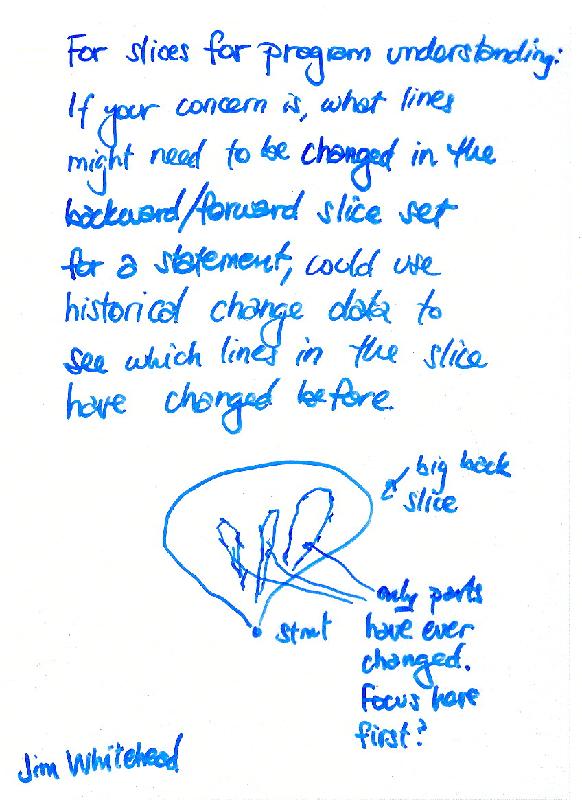 For slices for program understanding:
If your concern is, what lines
might need to be changed in the
backward/forward slice set
for a statement, could use
historical change data to
see which lines in the slice
have changed before.
big back
slice
only parts
have ever
changed.
Focus here
first?
stmt
Jim Whitehead